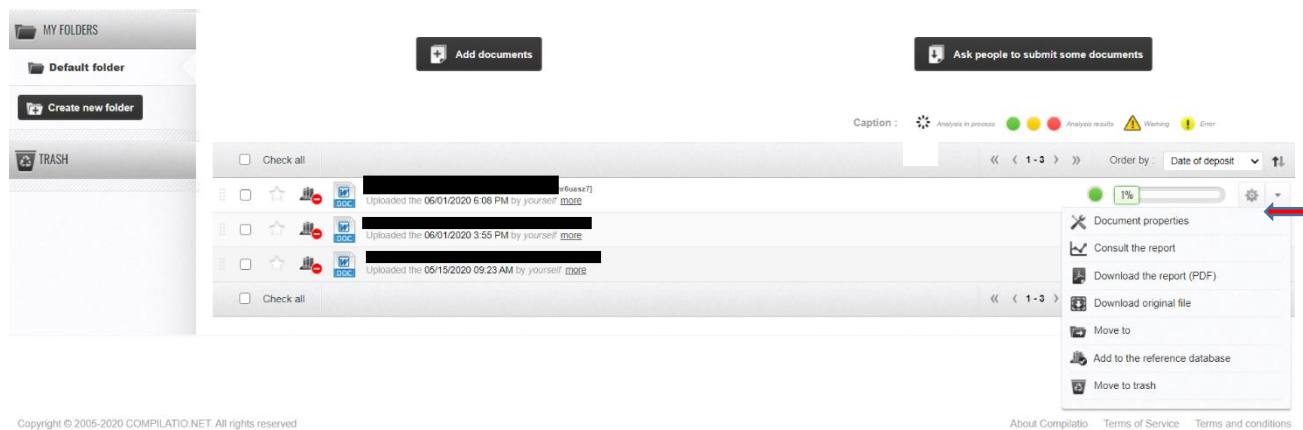 MY FOLDERS
Default folder
Create new folder
TRASH
Add documents
Ask people to submit some documents
Caption : Analysis in process Analysis results Warning Error
Check all
1 - 3 Order by : Date of deposit
Uploaded the 06/01/2020 6:08 PM by yourself more
1%
Uploaded the 06/01/2020 3:55 PM by yourself more
Uploaded the 05/15/2020 09:23 AM by yourself more
Check all
1 - 3
Document properties
Consult the report
Download the report (PDF)
Download original file
Move to
Add to the reference database
Move to trash
Copyright © 2005-2020 COMPILATIO.NET. All rights reserved
About Compilatio Terms of Service Terms and conditions